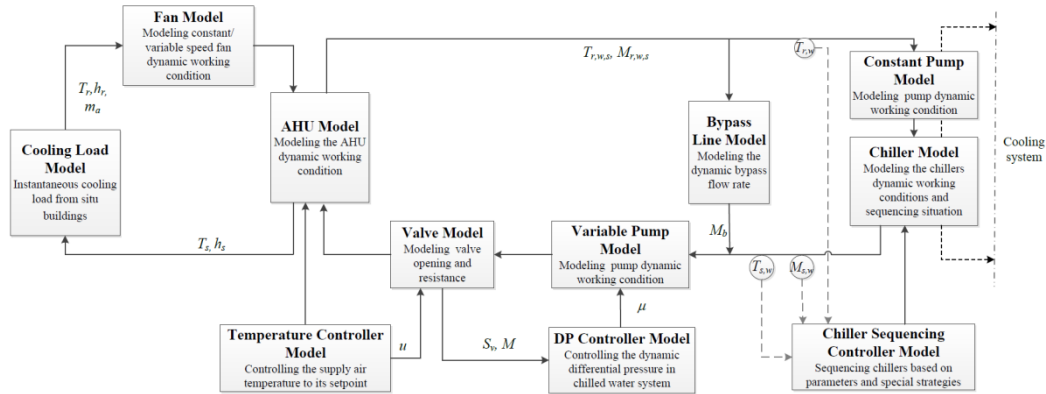 Fan Model
Modeling constant/
variable speed fan
dynamic working
condition
T_r, h_r,
m_a
Cooling Load
Model
Instantaneous cooling
load from situ
buildings
AHU Model
Modeling the AHU
dynamic working
condition
T_s, h_s
T_{r,w,s}, M_{r,w,s}
T_{r,w}
Constant Pump
Model
Modeling pump dynamic
working condition
Bypass
Line Model
Modeling the
dynamic bypass
flow rate
M_b
Chiller Model
Modeling the chillers
dynamic working
conditions and
sequencing situation
Cooling
system
Valve Model
Modeling valve
opening and
resistance
Variable Pump
Model
Modeling pump dynamic
working condition
T_{s,w}
M_{s,w}
Temperature Controller
Model
Controlling the supply air
temperature to its setpoint
u
S_v, M
μ
DP Controller Model
Controlling the dynamic
differential pressure in
chilled water system
Chiller Sequencing
Controller Model
Sequencing chillers based on
parameters and special strategies